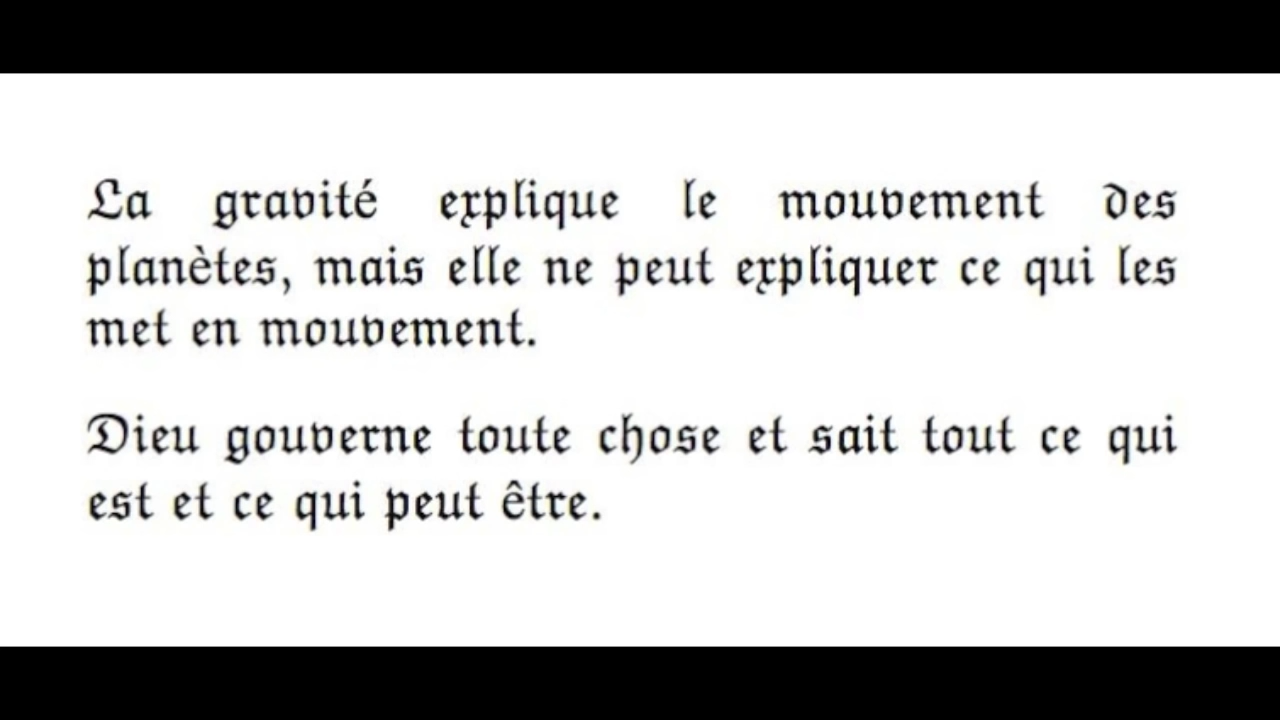 La gravité explique le mouvement des
planètes, mais elle ne peut expliquer ce qui les
met en mouvement.
Dieu gouverne toute chose et sait tout ce qui
est et ce qui peut être.